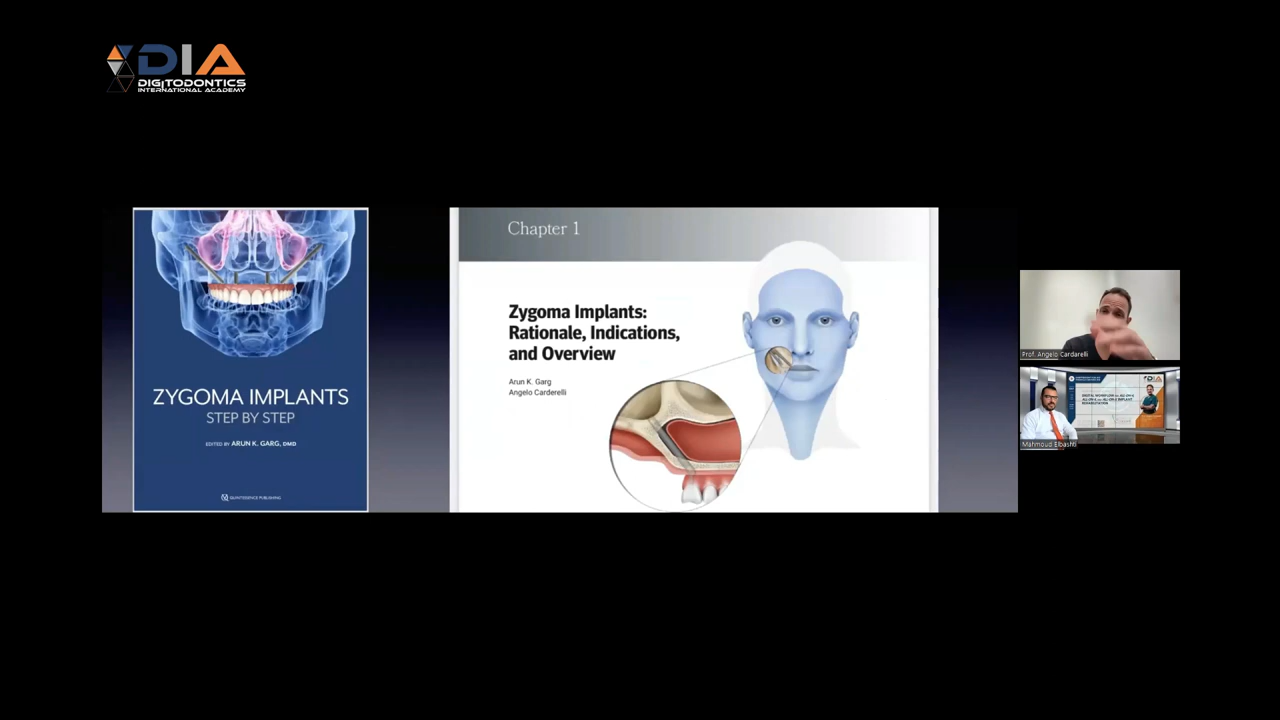 DIA
DIGITODONTICS
INTERNATIONAL ACADEMY
ZYGOMA IMPLANTS
STEP BY STEP
EDITED BY ARUN K. GARG, DMD
QUINTESSENCE PUBLISHING
Chapter 1
Zygoma Implants:
Rationale, Indications,
and Overview
Arun K. Garg
Angelo Carderelli
Prof. Angelo Cardarelli
DIA
Mahmoud Elbashti